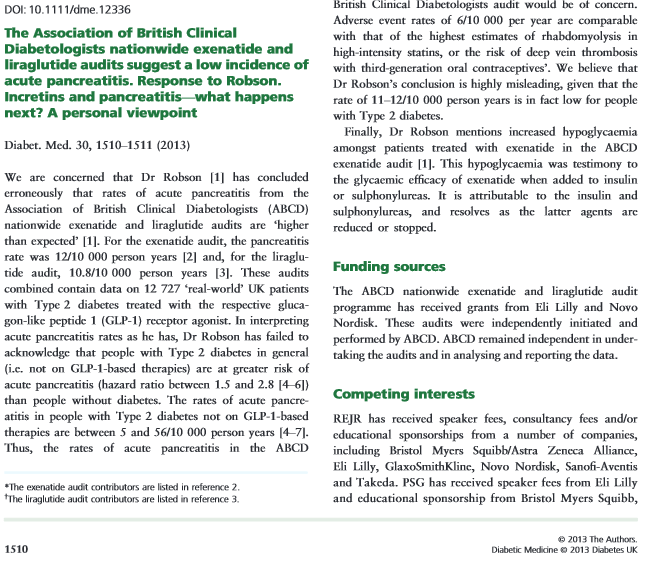 DOI: 10.1111/dme.12336
The Association of British Clinical
Diabetologists nationwide exenatide and
liraglutide audits suggest a low incidence of
acute pancreatitis. Response to Robson.
Incretins and pancreatitis—what happens
next? A personal viewpoint
Diabet. Med. 30, 1510–1511 (2013)
We are concerned that Dr Robson [1] has concluded
erroneously that rates of acute pancreatitis from the
Association of British Clinical Diabetologists (ABCD)
nationwide exenatide and liraglutide audits are ‘higher
than expected’ [1]. For the exenatide audit, the pancreatitis
rate was 12/10 000 person years [2] and, for the liraglu-
tide audit, 10.8/10 000 person years [3]. These audits
combined contain data on 12 727 ‘real-world’ UK patients
with Type 2 diabetes treated with the respective gluca-
gon-like peptide 1 (GLP-1) receptor agonist. In interpreting
acute pancreatitis rates as he has, Dr Robson has failed to
acknowledge that people with Type 2 diabetes in general
(i.e. not on GLP-1-based therapies) are at greater risk of
acute pancreatitis (hazard ratio between 1.5 and 2.8 [4–6])
than people without diabetes. The rates of acute pancre-
atitis in people with Type 2 diabetes not on GLP-1-based
therapies are between 5 and 56/10 000 person years [4–7].
Thus, the rates of acute pancreatitis in the ABCD
*The exenatide audit contributors are listed in reference 2.
†The liraglutide audit contributors are listed in reference 3.
British Clinical Diabetologists audit would be of concern.
Adverse event rates of 6/10 000 per year are comparable
with that of the highest estimates of rhabdomyolysis in
high-intensity statins, or the risk of deep vein thrombosis
with third-generation oral contraceptives’. We believe that
Dr Robson’s conclusion is highly misleading, given that the
rate of 11–12/10 000 person years is in fact low for people
with Type 2 diabetes.
Finally, Dr Robson mentions increased hypoglycaemia
amongst patients treated with exenatide in the ABCD
exenatide audit [1]. This hypoglycaemia was testimony to
the glycaemic efficacy of exenatide when added to insulin
or sulphonylureas. It is attributable to the insulin and
sulphonylureas, and resolves as the latter agents are
reduced or stopped.
Funding sources
The ABCD nationwide exenatide and liraglutide audit
programme has received grants from Eli Lilly and Novo
Nordisk. These audits were independently initiated and
performed by ABCD. ABCD remained independent in under-
taking the audits and in analysing and reporting the data.
Competing interests
REJR has received speaker fees, consultancy fees and/or
educational sponsorships from a number of companies,
including Bristol Myers Squibb/Astra Zeneca Alliance,
Eli Lilly, GlaxoSmithKline, Novo Nordisk, Sanofi-Aventis
and Takeda. PSG has received speaker fees from Eli Lilly
and educational sponsorship from Bristol Myers Squibb,
1510
© 2013 The Authors.
Diabetic Medicine © 2013 Diabetes UK